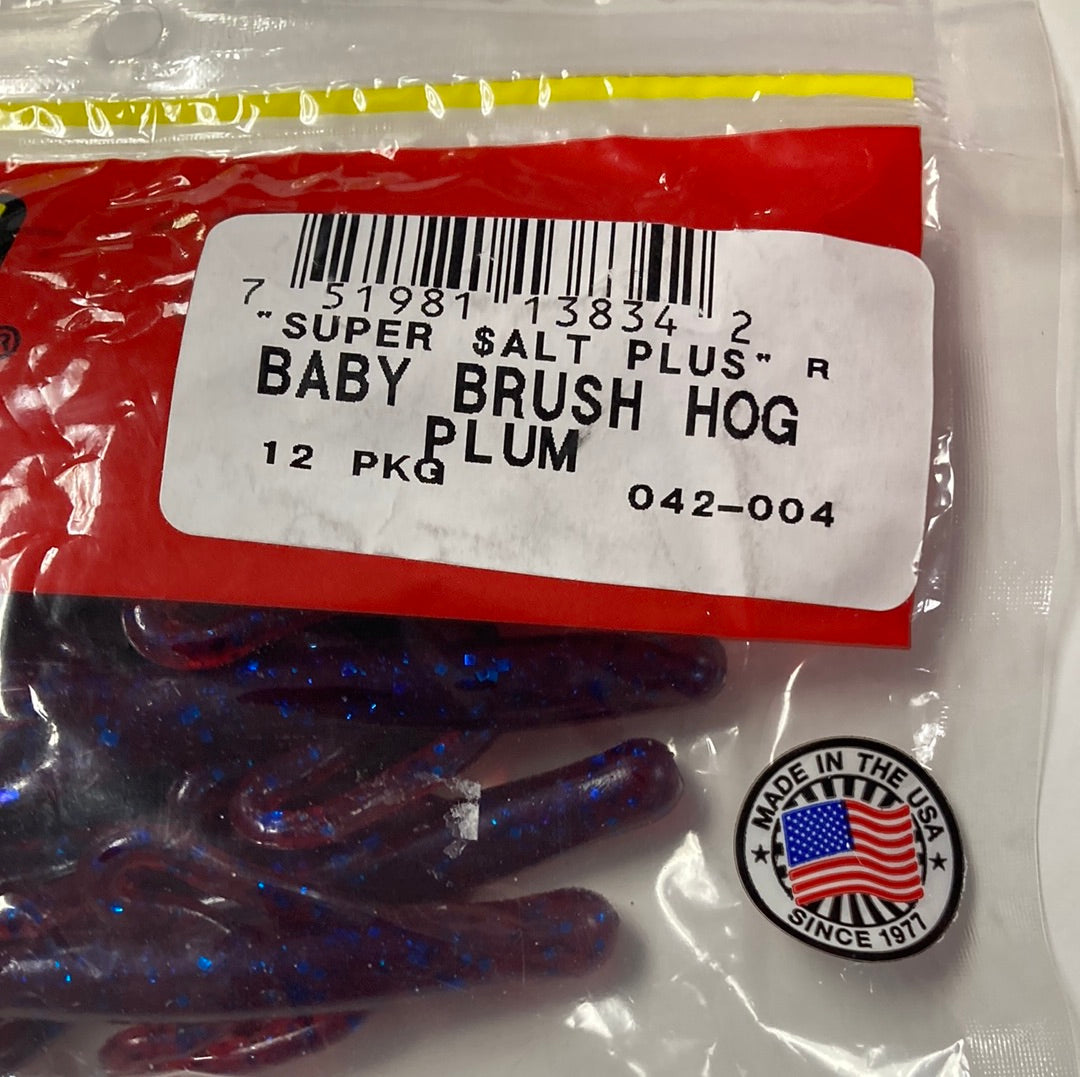 ®
7 51981 13834 2
"SUPER $ALT PLUS" R
BABY BRUSH HOG
PLUM
12 PKG
042-004
MADE IN THE USA
SINCE 1977